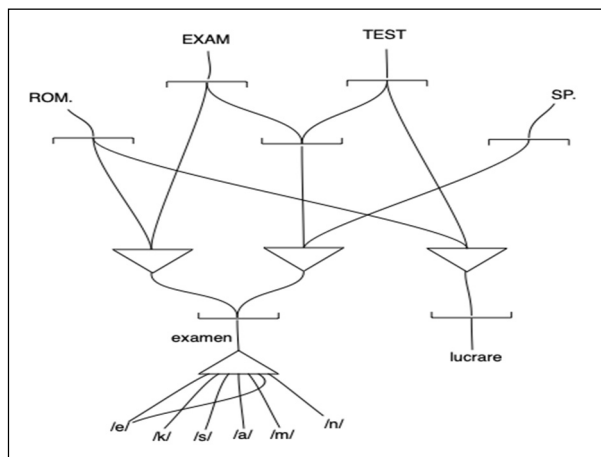 EXAM
TEST
ROM.
SP.
examen
lucrare
/e/ /k/ /s/ /a/ /m/ /n/